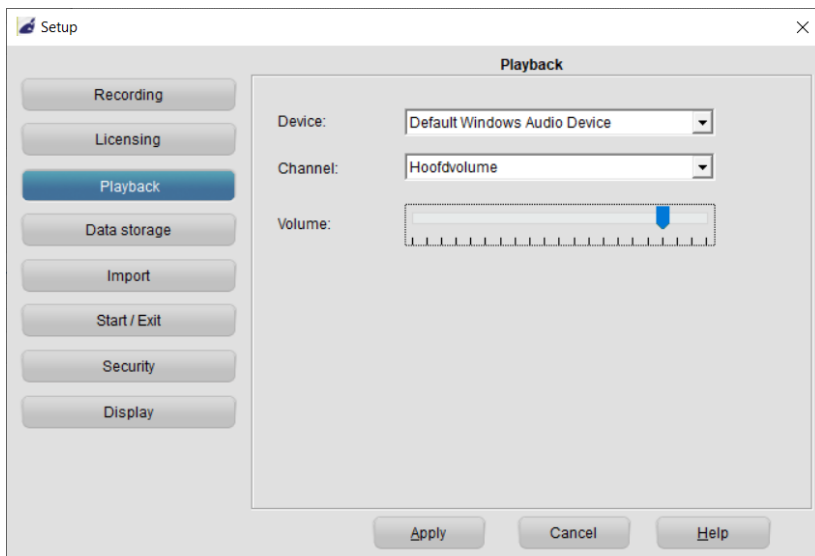 Setup
Playback
Recording
Licensing
Playback
Data storage
Import
Start / Exit
Security
Display
Device: Default Windows Audio Device
Channel: Hoofdvolume
Volume:
Apply Cancel Help